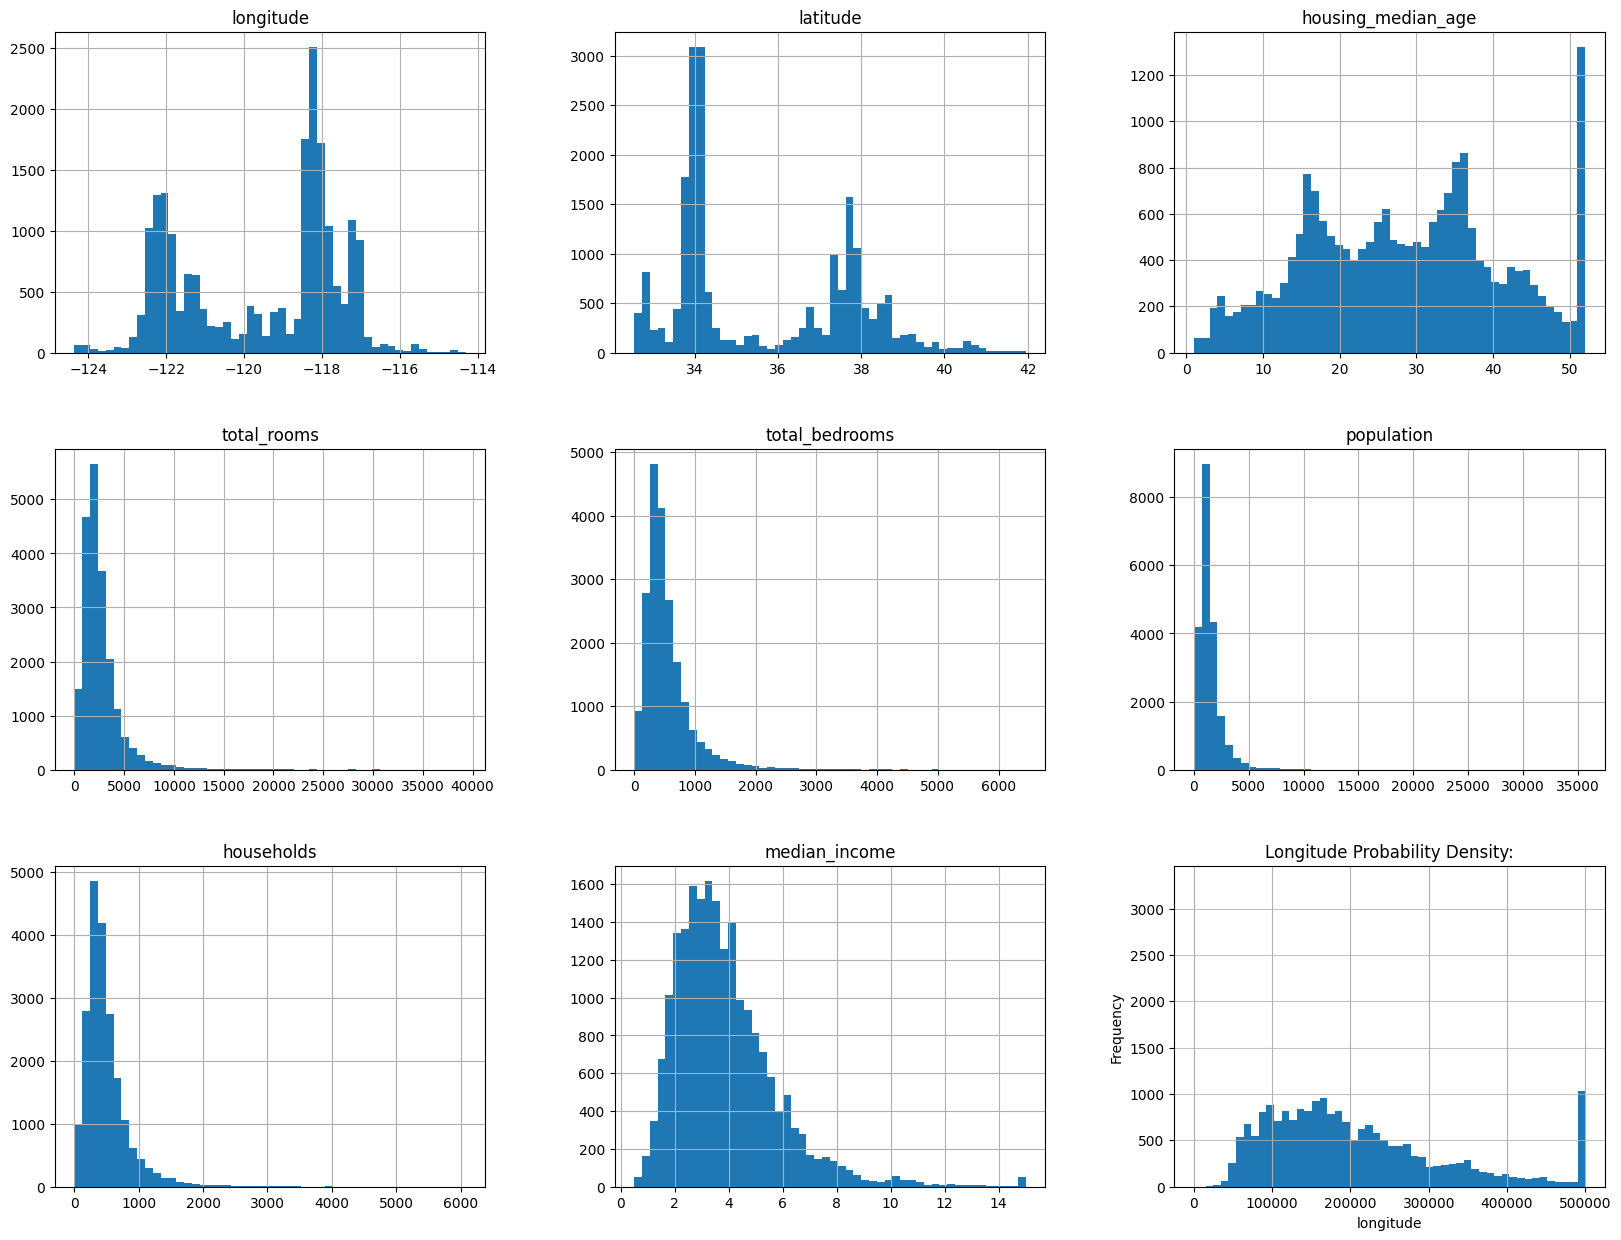 longitude
2500
2000
1500
1000
500
0
−124 −122 −120 −118 −116 −114
latitude
3000
2500
2000
1500
1000
500
0
34 36 38 40 42
housing_median_age
1200
1000
800
600
400
200
0
0 10 20 30 40 50
total_rooms
5000
4000
3000
2000
1000
0
0 5000 10000 15000 20000 25000 30000 35000 40000
total_bedrooms
5000
4000
3000
2000
1000
0
0 1000 2000 3000 4000 5000 6000
population
8000
6000
4000
2000
0
0 5000 10000 15000 20000 25000 30000 35000
households
5000
4000
3000
2000
1000
0
0 1000 2000 3000 4000 5000 6000
median_income
1600
1400
1200
1000
800
600
400
200
0
0 2 4 6 8 10 12 14
Longitude Probability Density:
Frequency
3000
2500
2000
1500
1000
500
0
0 100000 200000 300000 400000 500000
longitude